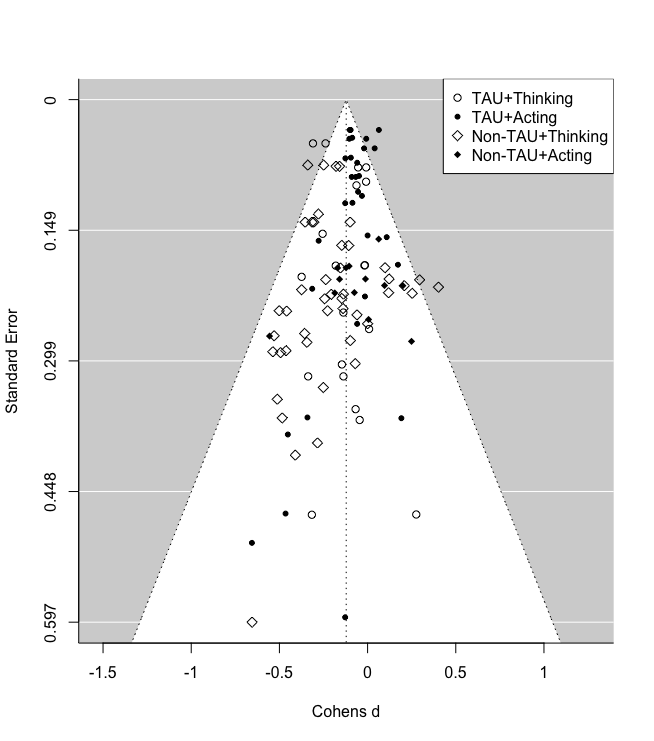 TAU+Thinking
TAU+Acting
Non-TAU+Thinking
Non-TAU+Acting
Standard Error
0
0.149
0.299
0.448
0.597
-1.5
-1
-0.5
0
0.5
1
Cohens d